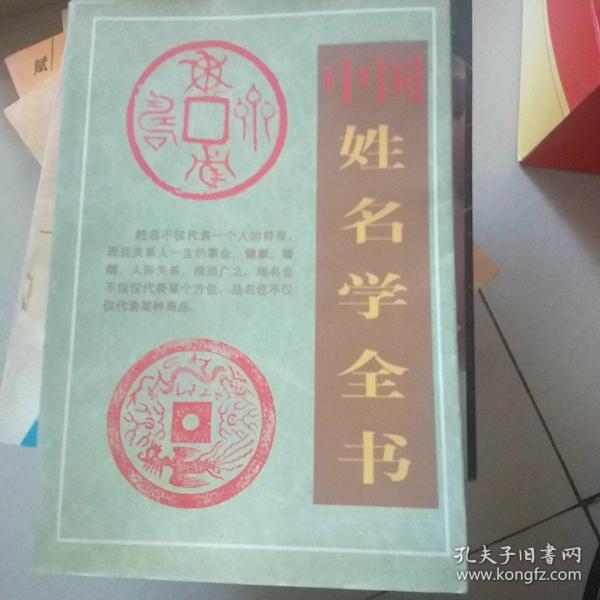 中国
姓名学全书
姓名不仅代表一个人的符号，
而且关系人一生的事业、健康、婚
姻、人际关系，推而广之，地名也
不仅仅代表某个方位，品名也不仅
仅代表某种商品。
赋
孔夫子旧书网
www.kongfz.com